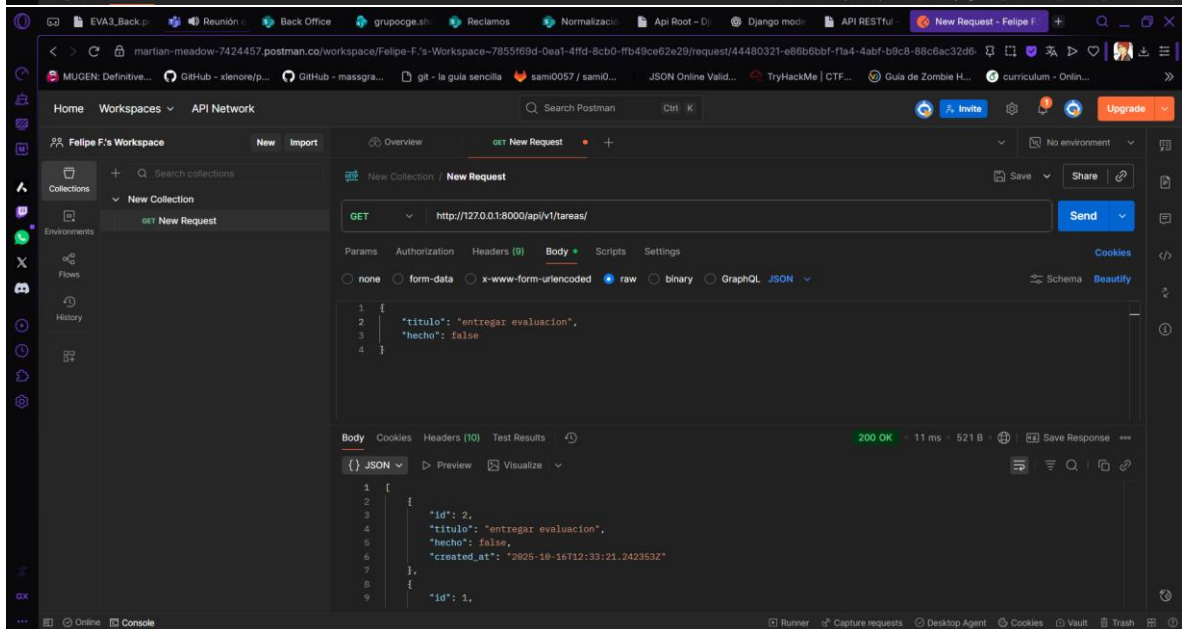 EVA3_Back.p
Reunión
Back Office
grupocge.sh
Reclamos
Normalizació
Api Root – Dj
Django mode
API RESTful -
New Request - Felipe F.
martian-meadow-7424457.postman.co/workspace/Felipe-F.'s-Workspace~7855f69d-0ea1-4ffd-8cb0-ffb49ce62e29/request/44480321-e86b6bbf-f1a4-4abf-b9c8-88c6ac32d6
MUGEN: Definitive...
GitHub - xlenore/p...
GitHub - massgra...
git - la guía sencilla
sami0057 / sami0...
JSON Online Valid...
TryHackMe | CTF...
Guia de Zombie H...
curriculum - Onlin...
Home
Workspaces
API Network
Search Postman
Ctrl K
Invite
Upgrade
Felipe F.'s Workspace
New
Import
Overview
GET New Request
No environment
Collections
Search collections
New Collection
GET New Request
Environments
Flows
History
HTTP
New Collection / New Request
Save
Share
GET
http://127.0.0.1:8000/api/v1/tareas/
Send
Params
Authorization
Headers (9)
Body
Scripts
Settings
Cookies
none
form-data
x-www-form-urlencoded
raw
binary
GraphQL
JSON
Schema
Beautify
1 {
2 "titulo": "entregar evaluacion",
3 "hecho": false
4 }
Body
Cookies
Headers (10)
Test Results
200 OK
11 ms
521 B
Save Response
{} JSON
Preview
Visualize
1 [
2 {
3 "id": 2,
4 "titulo": "entregar evaluacion",
5 "hecho": false,
6 "created_at": "2025-10-16T12:33:21.242353Z"
7 },
8 {
9 "id": 1,
Online
Console
Runner
Capture requests
Desktop Agent
Cookies
Vault
Trash